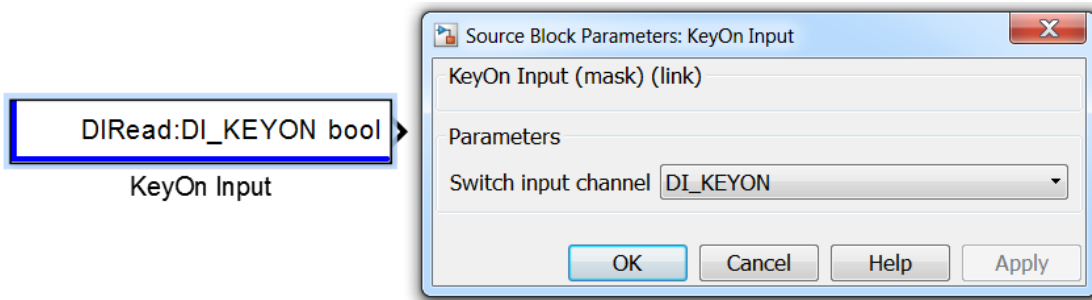 DIRead:DI_KEYON bool
KeyOn Input
Source Block Parameters: KeyOn Input
KeyOn Input (mask) (link)
Parameters
Switch input channel DI_KEYON
OK Cancel Help Apply